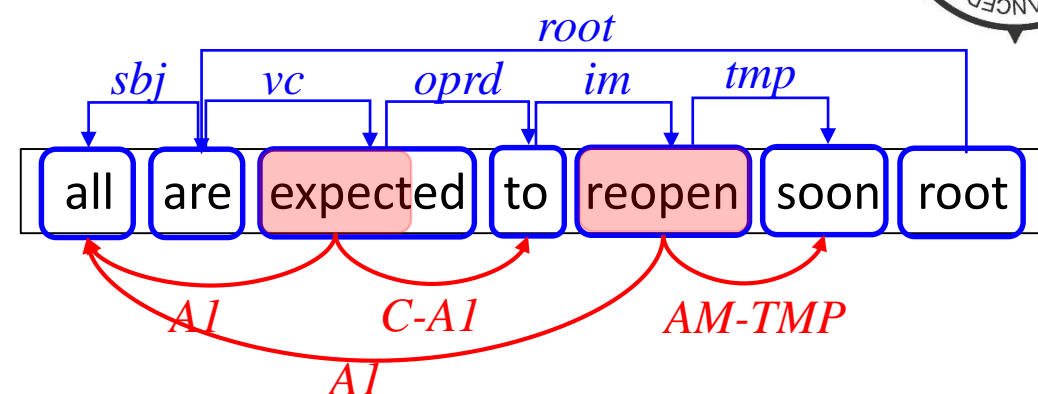 root
sbj vc oprd im tmp
all are expected to reopen soon root
A1 C-A1 AM-TMP
A1